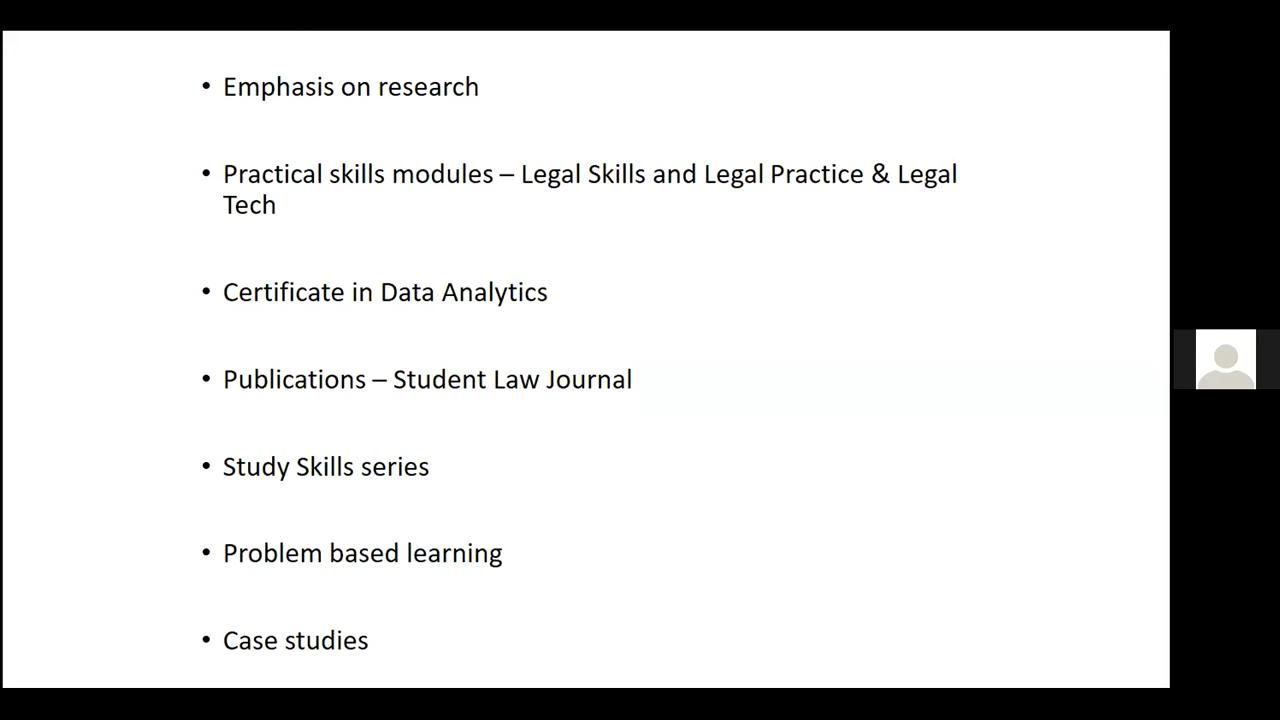 • Emphasis on research
• Practical skills modules – Legal Skills and Legal Practice & Legal
Tech
• Certificate in Data Analytics
• Publications – Student Law Journal
• Study Skills series
• Problem based learning
• Case studies